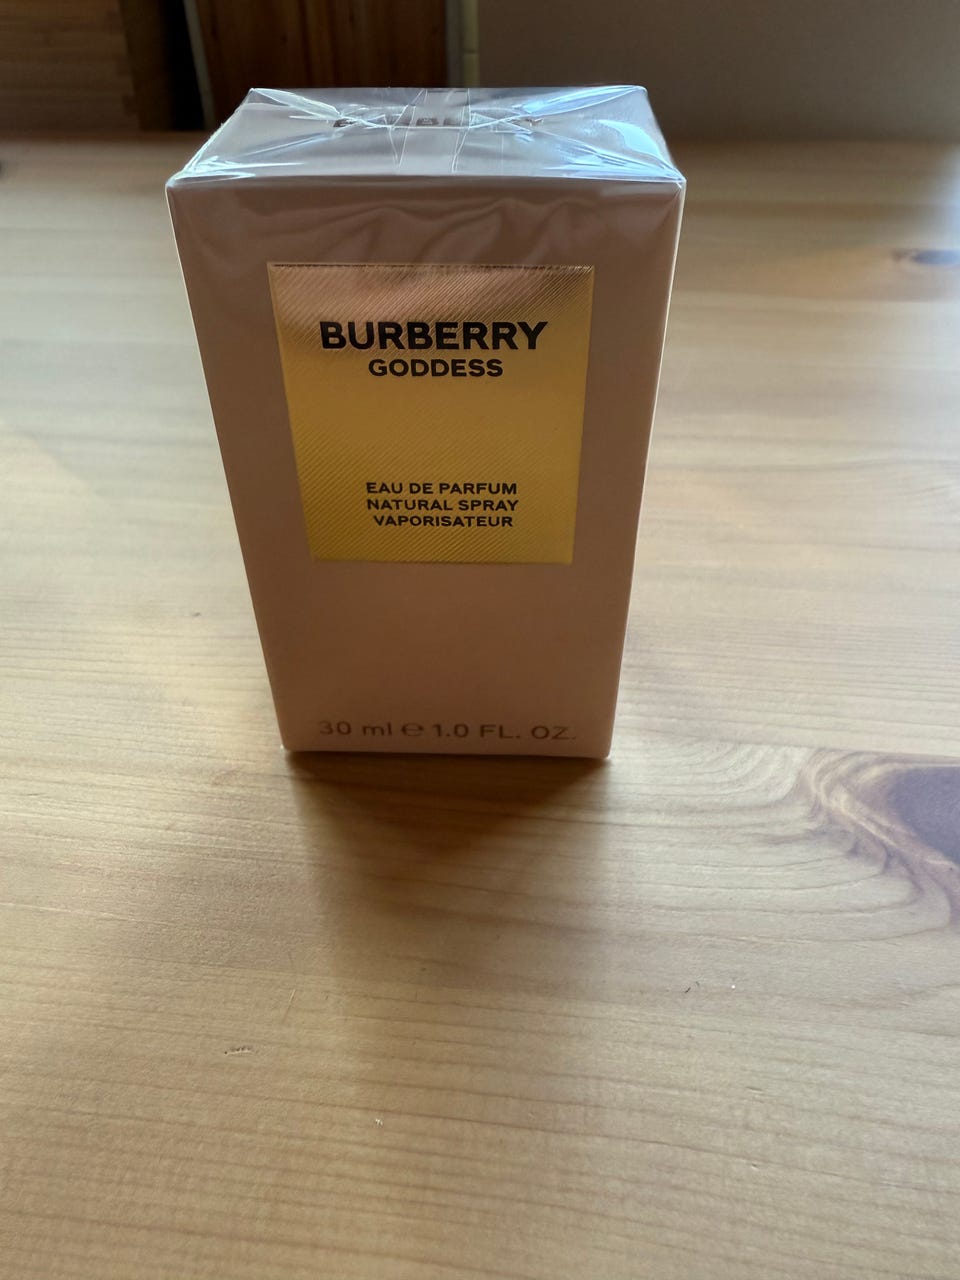 BURBERRY
GODDESS
EAU DE PARFUM
NATURAL SPRAY
VAPORISATEUR
30 ml ℮ 1.0 FL. OZ.